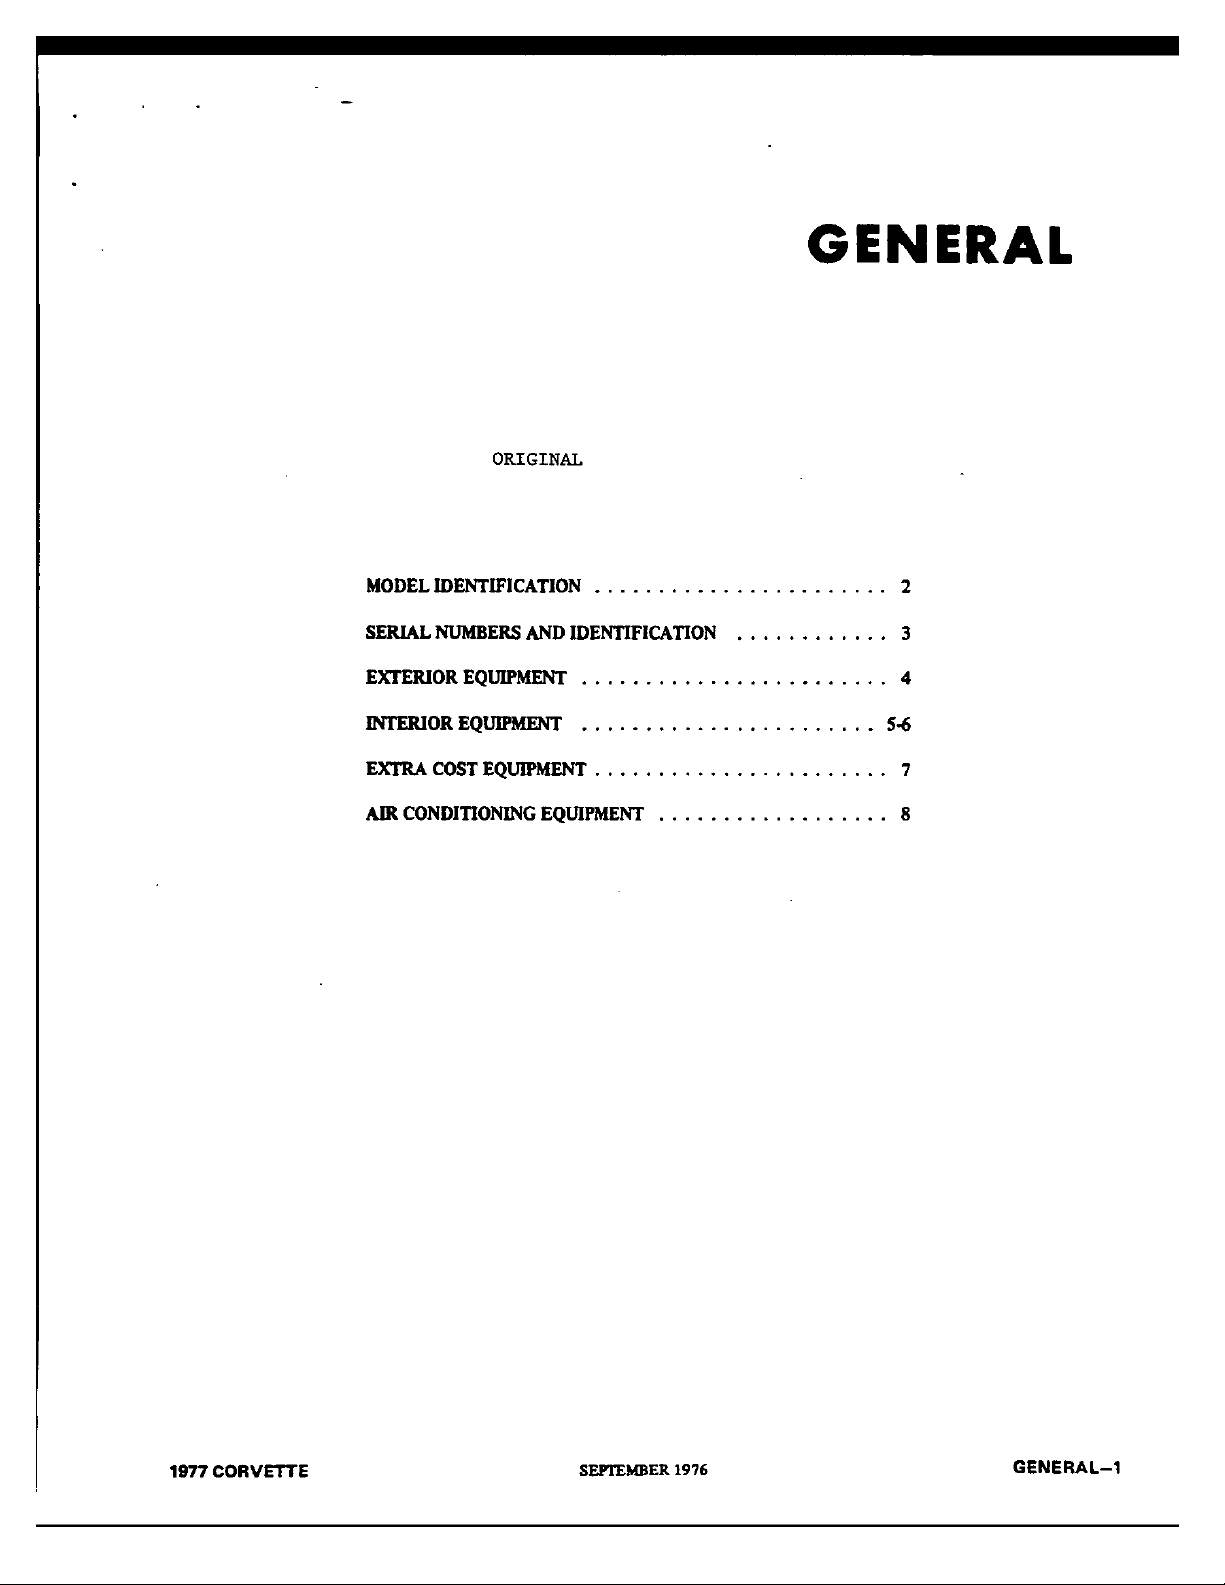 GENERAL
ORIGINAL
MODEL IDENTIFICATION . . . . . . . . . . . . . . . . . . . . . . . 2
SERIAL NUMBERS AND IDENTIFICATION . . . . . . . . . . . . 3
EXTERIOR EQUIPMENT . . . . . . . . . . . . . . . . . . . . . . . . 4
INTERIOR EQUIPMENT . . . . . . . . . . . . . . . . . . . . . . . 5-6
EXTRA COST EQUIPMENT . . . . . . . . . . . . . . . . . . . . . . . 7
AIR CONDITIONING EQUIPMENT . . . . . . . . . . . . . . . . . . 8
1977 CORVETTE SEPTEMBER 1976 GENERAL–1